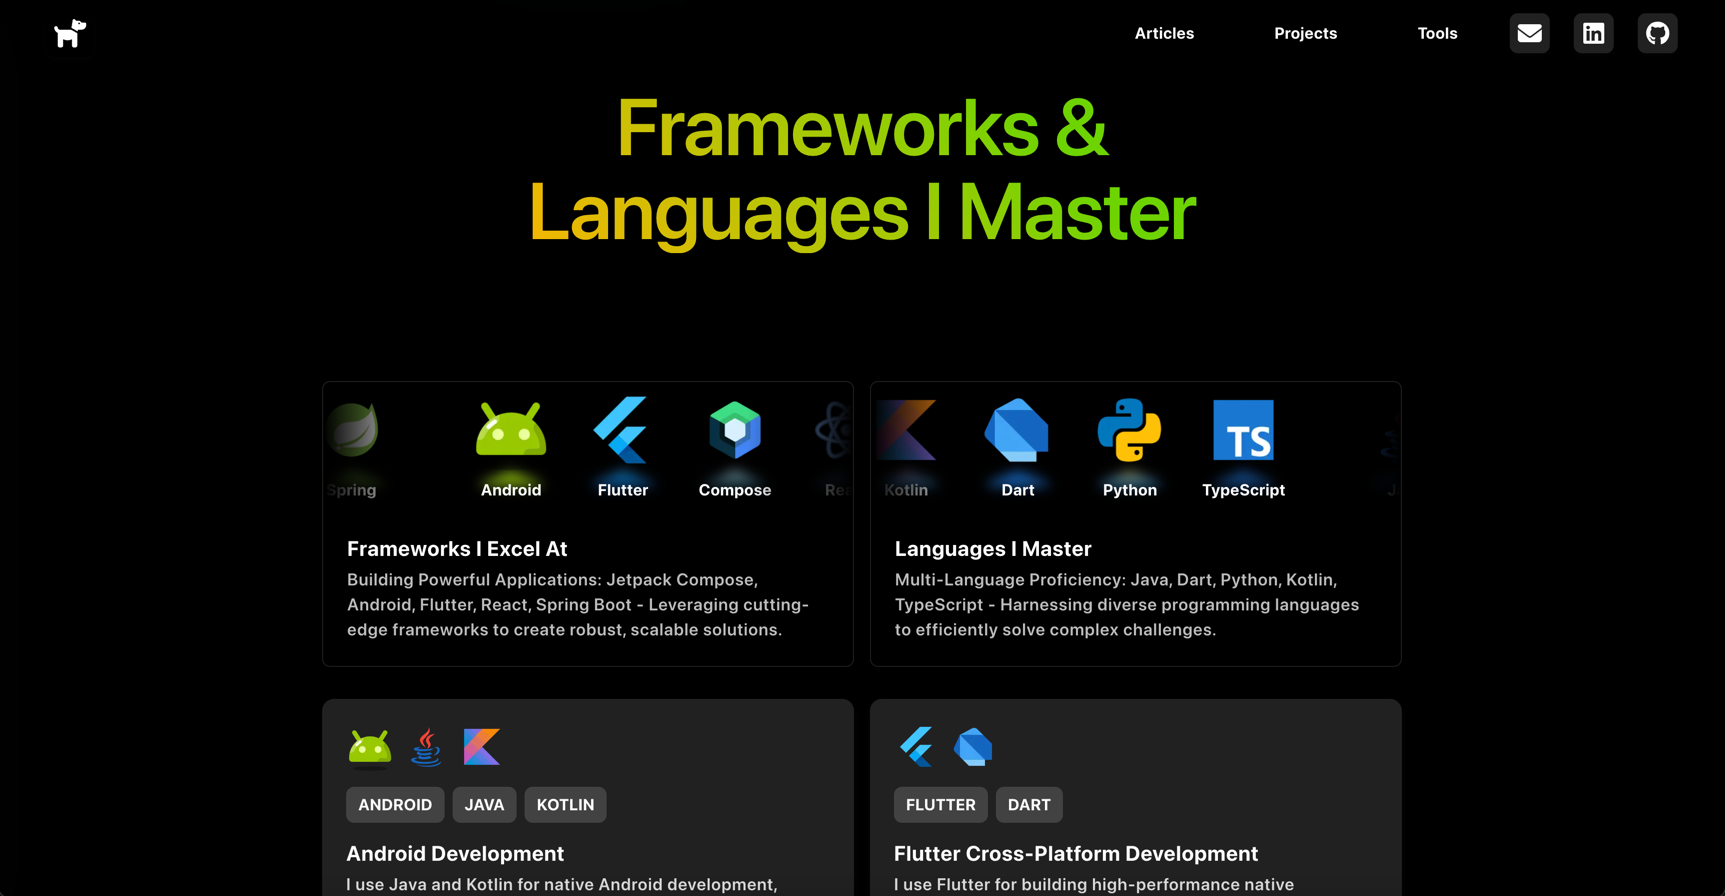 Articles
Projects
Tools
Frameworks &
Languages I Master
Spring
Android
Flutter
Compose
Rea
Kotlin
Dart
Python
TS
TypeScript
J
Frameworks I Excel At
Building Powerful Applications: Jetpack Compose,
Android, Flutter, React, Spring Boot - Leveraging cutting-
edge frameworks to create robust, scalable solutions.
Languages I Master
Multi-Language Proficiency: Java, Dart, Python, Kotlin,
TypeScript - Harnessing diverse programming languages
to efficiently solve complex challenges.
ANDROID
JAVA
KOTLIN
Android Development
I use Java and Kotlin for native Android development,
FLUTTER
DART
Flutter Cross-Platform Development
I use Flutter for building high-performance native